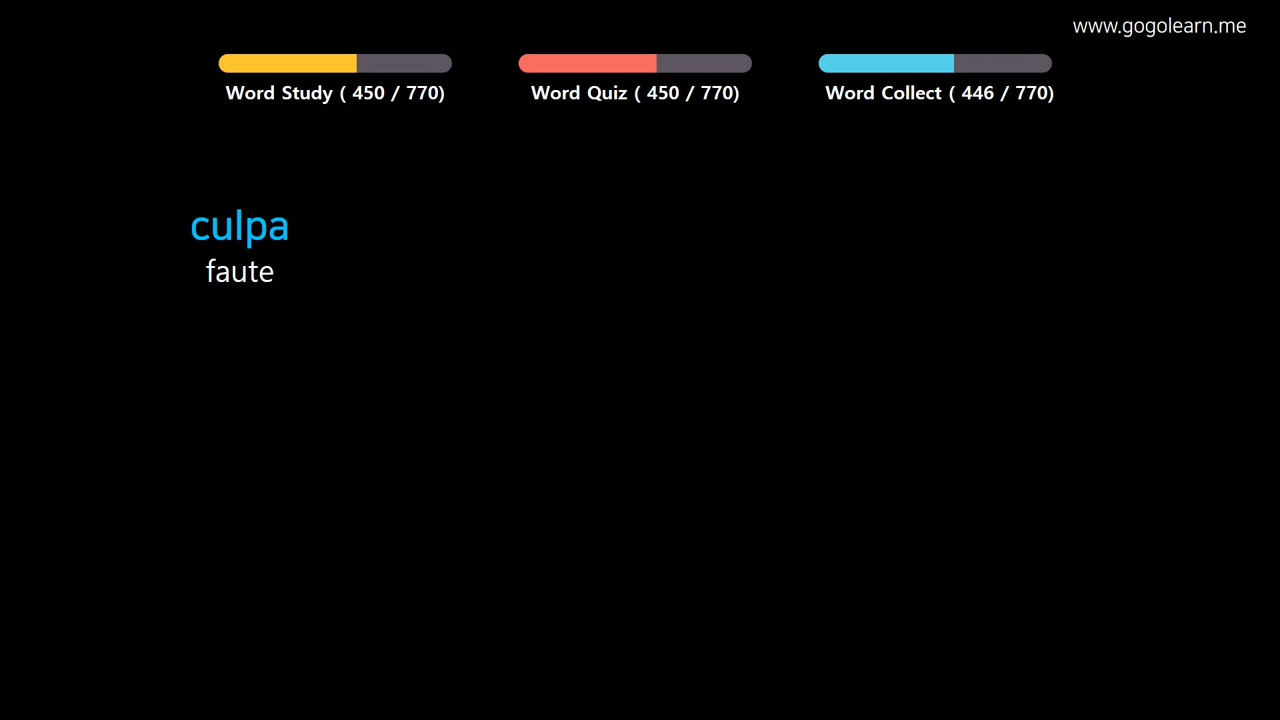 www.gogolearn.me
Word Study ( 450 / 770)
Word Quiz ( 450 / 770)
Word Collect ( 446 / 770)
culpa
faute